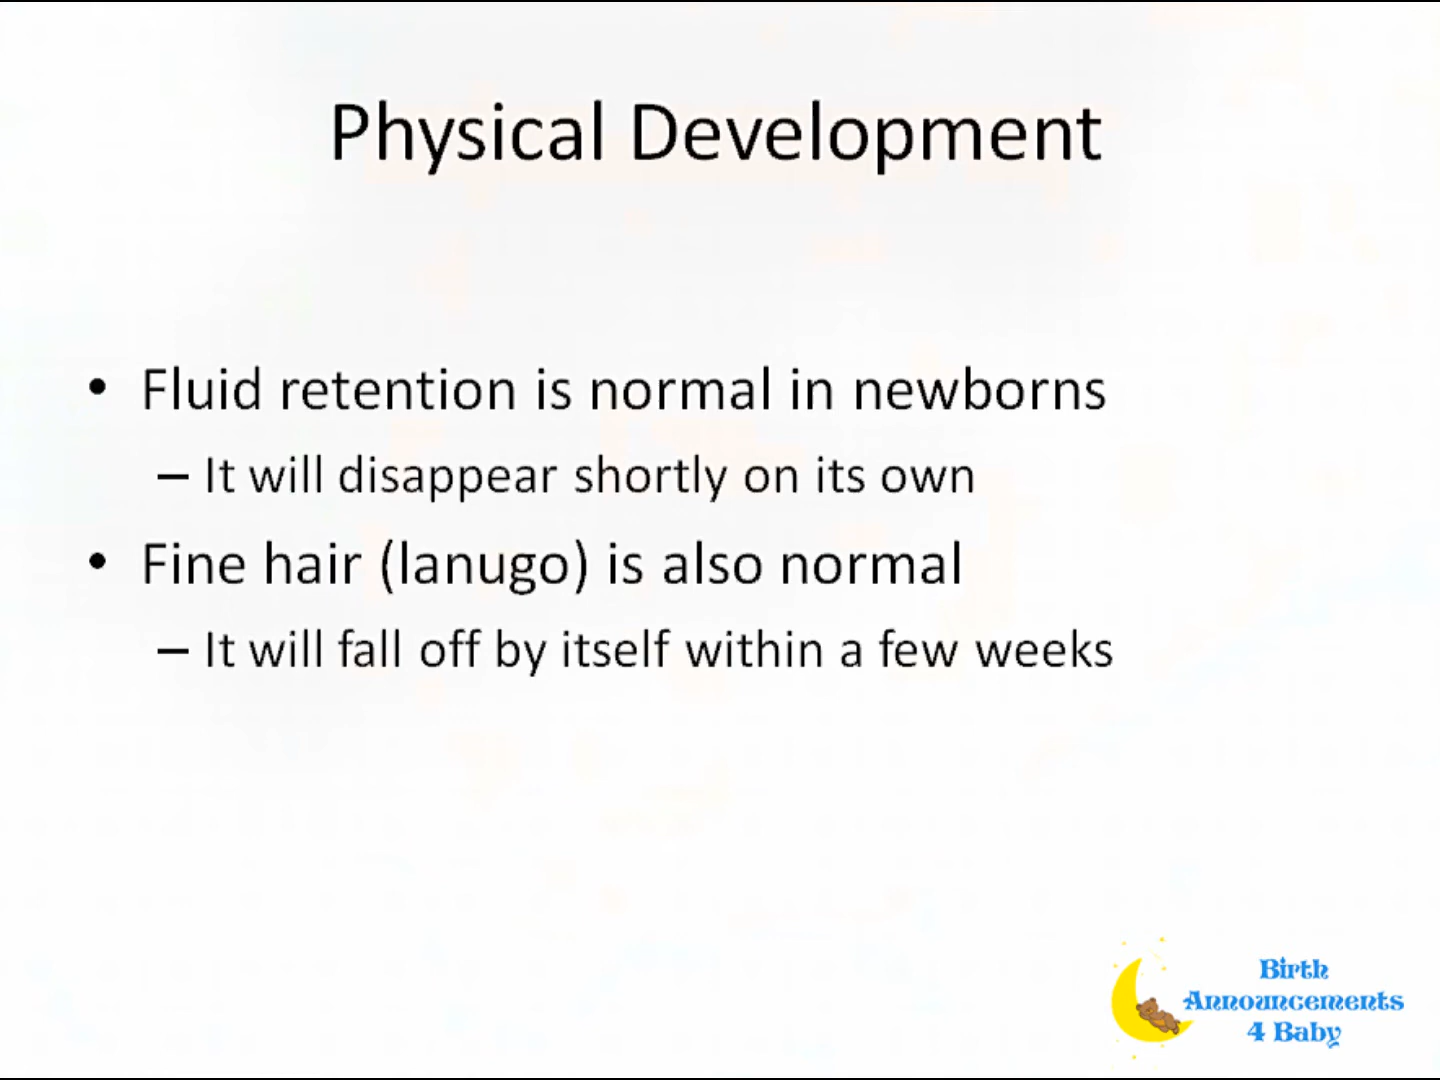 Physical Development
• Fluid retention is normal in newborns
– It will disappear shortly on its own
• Fine hair (lanugo) is also normal
– It will fall off by itself within a few weeks
Birth
Announcements
4 Baby